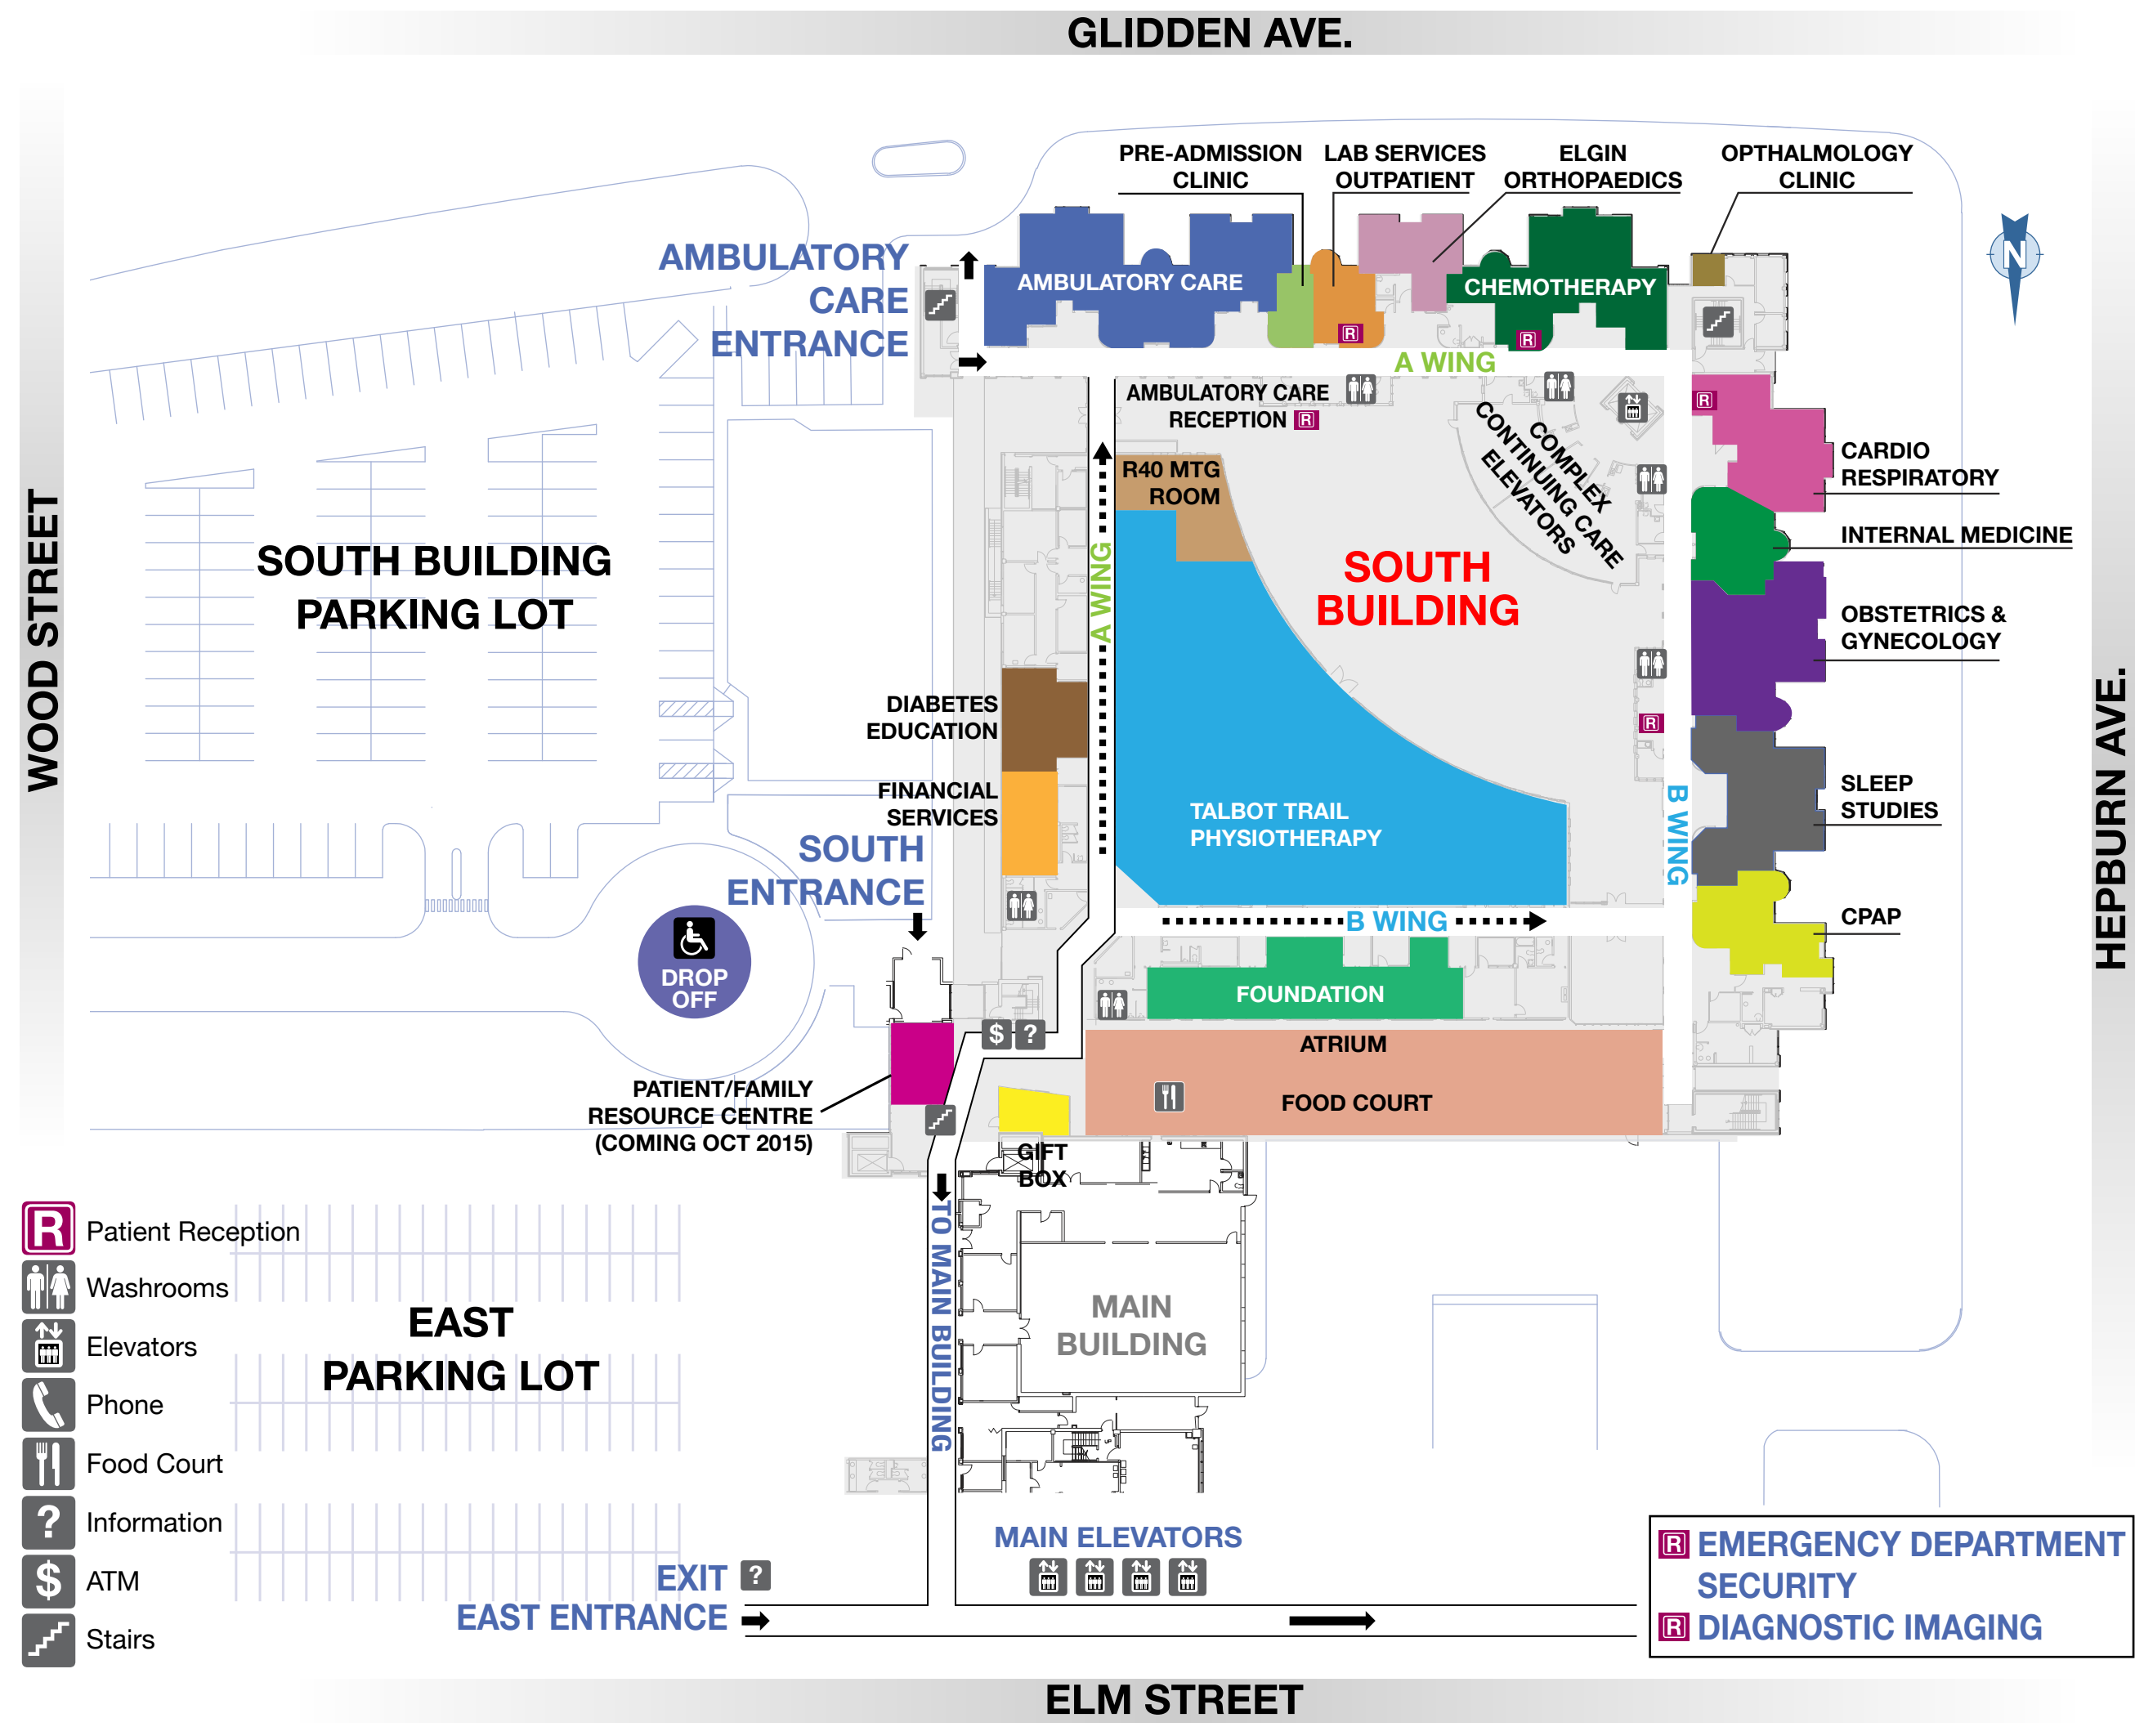 GLIDDEN AVE.
PRE-ADMISSION
CLINIC
LAB SERVICES
OUTPATIENT
ELGIN
ORTHOPAEDICS
OPTHALMOLOGY
CLINIC
AMBULATORY
CARE
ENTRANCE
AMBULATORY CARE
CHEMOTHERAPY
N
R
R
A WING
AMBULATORY CARE
RECEPTION R
R
COMPLEX
CONTINUING CARE
ELEVATORS
R40 MTG
ROOM
CARDIO
RESPIRATORY
INTERNAL MEDICINE
WOOD STREET
SOUTH BUILDING
PARKING LOT
A WING
SOUTH
BUILDING
OBSTETRICS &
GYNECOLOGY
DIABETES
EDUCATION
R
HEPBURN AVE.
FINANCIAL
SERVICES
TALBOT TRAIL
PHYSIOTHERAPY
B WING
SLEEP
STUDIES
SOUTH
ENTRANCE
B WING
CPAP
DROP
OFF
FOUNDATION
$ ?
ATRIUM
FOOD COURT
PATIENT/FAMILY
RESOURCE CENTRE
(COMING OCT 2015)
GIFT
BOX
TO MAIN BUILDING
MAIN
BUILDING
R Patient Reception
Washrooms
Elevators
Phone
Food Court
? Information
$ ATM
Stairs
EAST
PARKING LOT
MAIN ELEVATORS
EXIT ?
EAST ENTRANCE
R EMERGENCY DEPARTMENT
SECURITY
R DIAGNOSTIC IMAGING
ELM STREET